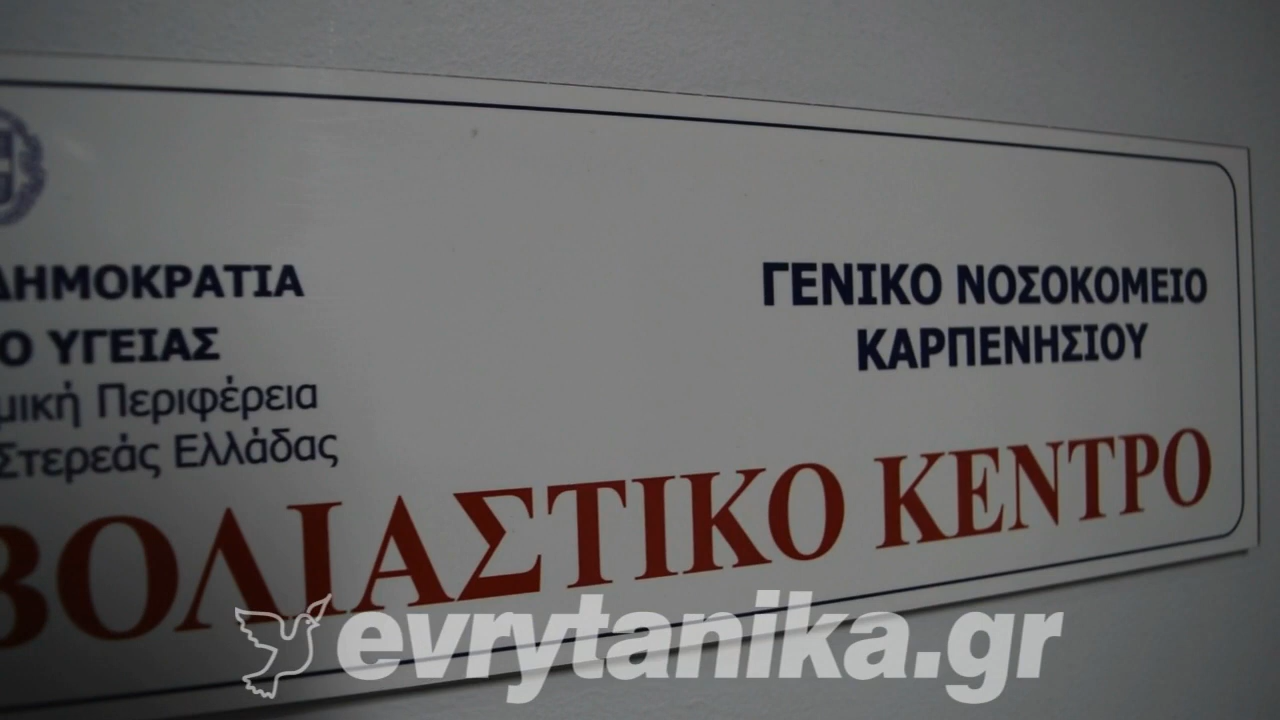 ΔΗΜΟΚΡΑΤΙΑ
ΥΓΕΙΑΣ
Περιφέρεια
Στερεάς Ελλάδας
ΓΕΝΙΚΟ ΝΟΣΟΚΟΜΕΙΟ
ΚΑΡΠΕΝΗΣΙΟΥ
ΒΟΛΙΑΣΤΙΚΟ ΚΕΝΤΡΟ
evrytanika.gr